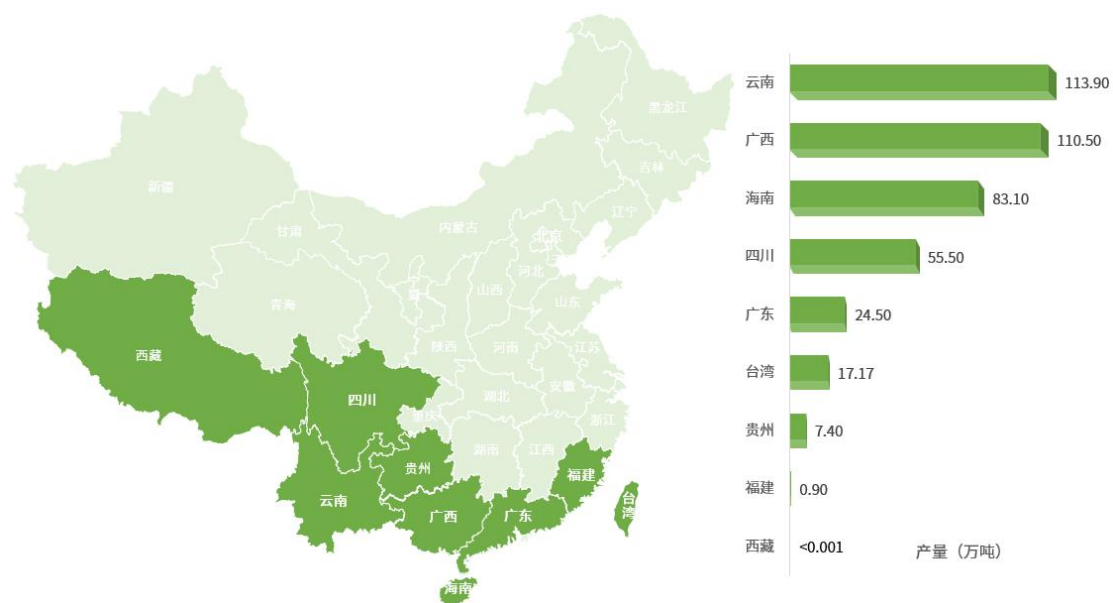 黑龙江
吉林
辽宁
新疆
甘肃
内蒙古
北京
河北
山西
山东
青海
陕西
河南
江苏
安徽
湖北
重庆
浙江
湖南
江西
西藏
四川
贵州
云南
广西
广东
福建
台湾
海南
云南 113.90
广西 110.50
海南 83.10
四川 55.50
广东 24.50
台湾 17.17
贵州 7.40
福建 0.90
西藏 <0.001
产量（万吨）